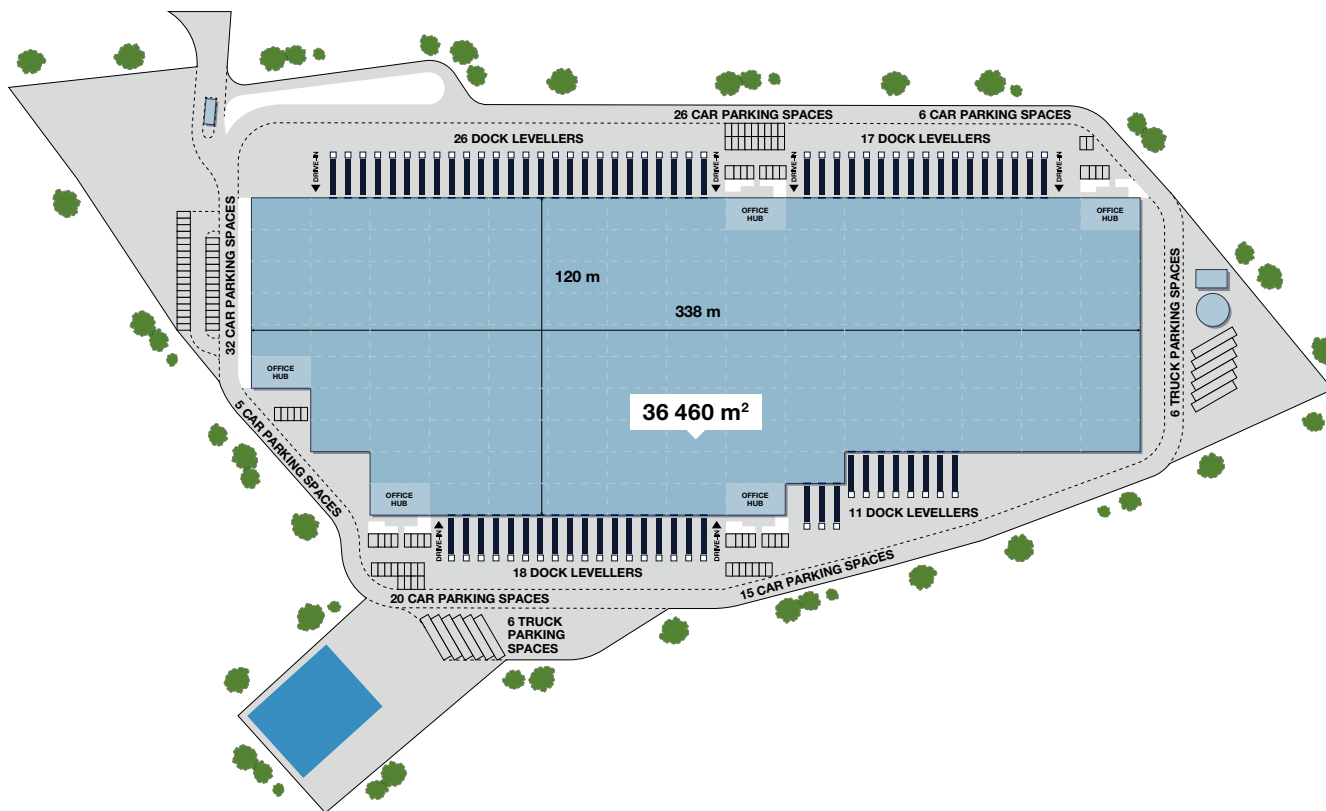 26 CAR PARKING SPACES
6 CAR PARKING SPACES
26 DOCK LEVELLERS
17 DOCK LEVELLERS
DRIVE-IN
DRIVE-IN
DRIVE-IN
DRIVE-IN
OFFICE
HUB
OFFICE
HUB
32 CAR PARKING SPACES
120 m
338 m
6 TRUCK PARKING SPACES
OFFICE
HUB
36 460 m²
5 CAR PARKING SPACES
OFFICE
HUB
OFFICE
HUB
11 DOCK LEVELLERS
DRIVE-IN
DRIVE-IN
18 DOCK LEVELLERS
15 CAR PARKING SPACES
20 CAR PARKING SPACES
6 TRUCK
PARKING
SPACES